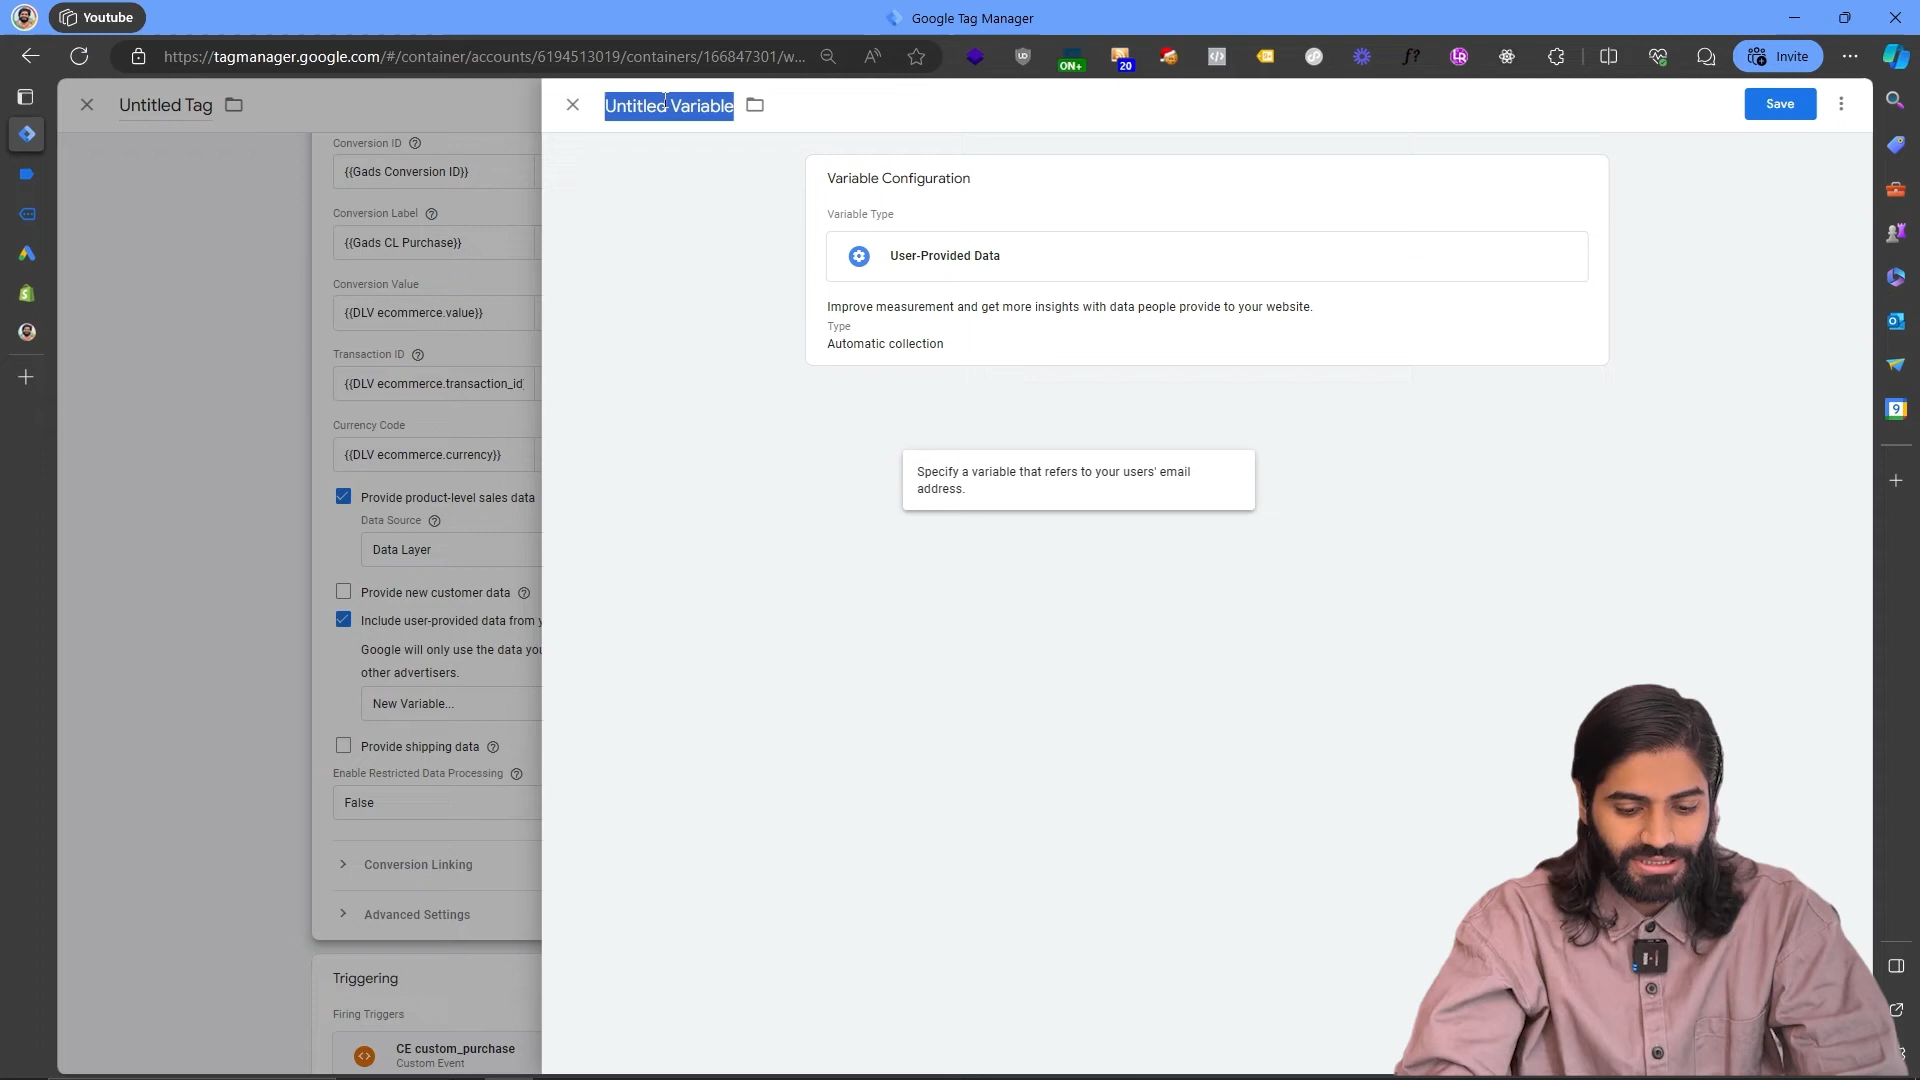 Youtube
Google Tag Manager
https://tagmanager.google.com/#/container/accounts/6194513019/containers/166847301/w...
ON+
20
Invite
Untitled Tag
Untitled Variable
Save
Conversion ID
{{Gads Conversion ID}}
Conversion Label
{{Gads CL Purchase}}
Conversion Value
{{DLV ecommerce.value}}
Transaction ID
{{DLV ecommerce.transaction_id
Currency Code
{{DLV ecommerce.currency}}
Provide product-level sales data
Data Source
Data Layer
Provide new customer data
Include user-provided data from y
Google will only use the data you
other advertisers.
New Variable...
Provide shipping data
Enable Restricted Data Processing
False
Conversion Linking
Advanced Settings
Triggering
Firing Triggers
CE custom_purchase
Custom Event
Variable Configuration
Variable Type
User-Provided Data
Improve measurement and get more insights with data people provide to your website.
Type
Automatic collection
Specify a variable that refers to your users' email
address.
9